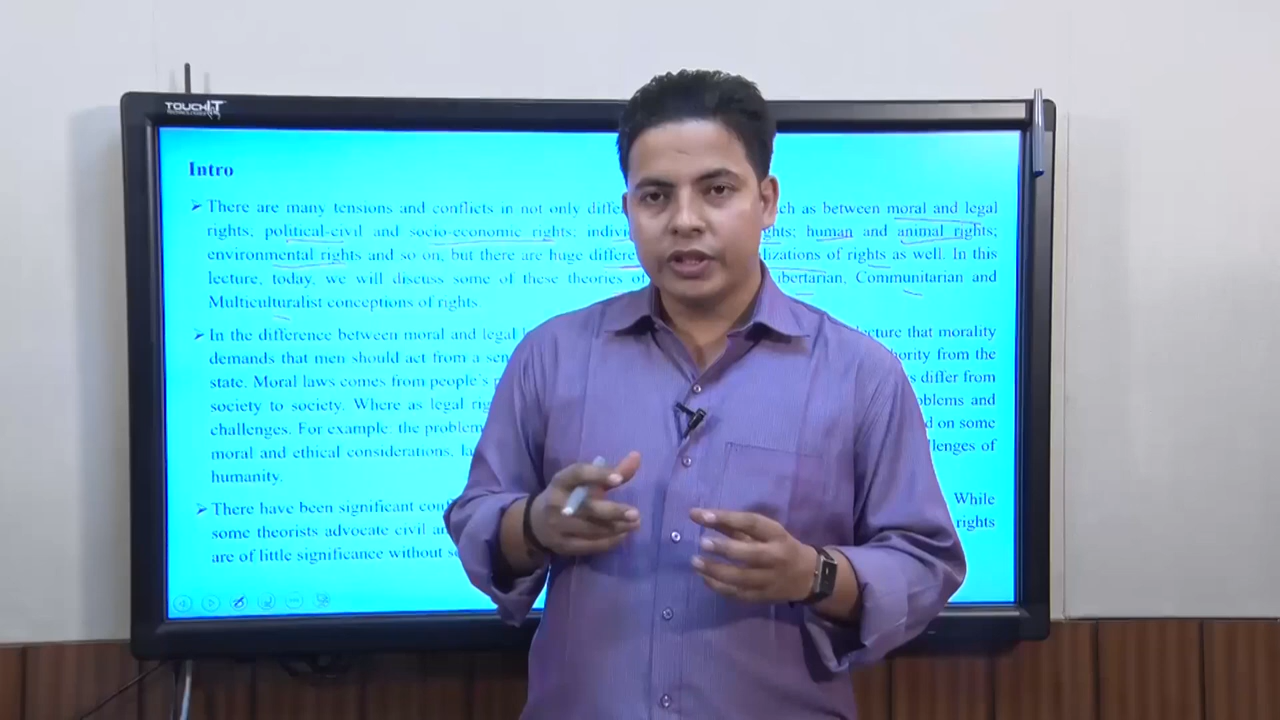 TOUCHIT
TECHNOLOGIES
Intro
➢ There are many tensions and conflicts in not only differ ch as between moral and legal
rights, political-civil and socio-economic rights; indivi ghts; human and animal rights;
environmental rights and so on, but there are huge differe lizations of rights as well. In this
lecture, today, we will discuss some of these theories of ibertarian, Communitarian and
Multiculturalist conceptions of rights.
➢ In the difference between moral and legal l ecture that morality
demands that men should act from a sen hority from the
state. Moral laws comes from people's p s differ from
society to society. Where as legal rig oblems and
challenges. For example: the problem d on some
moral and ethical considerations, la llenges of
humanity.
➢ There have been significant conf While
some theorists advocate civil an rights
are of little significance without s